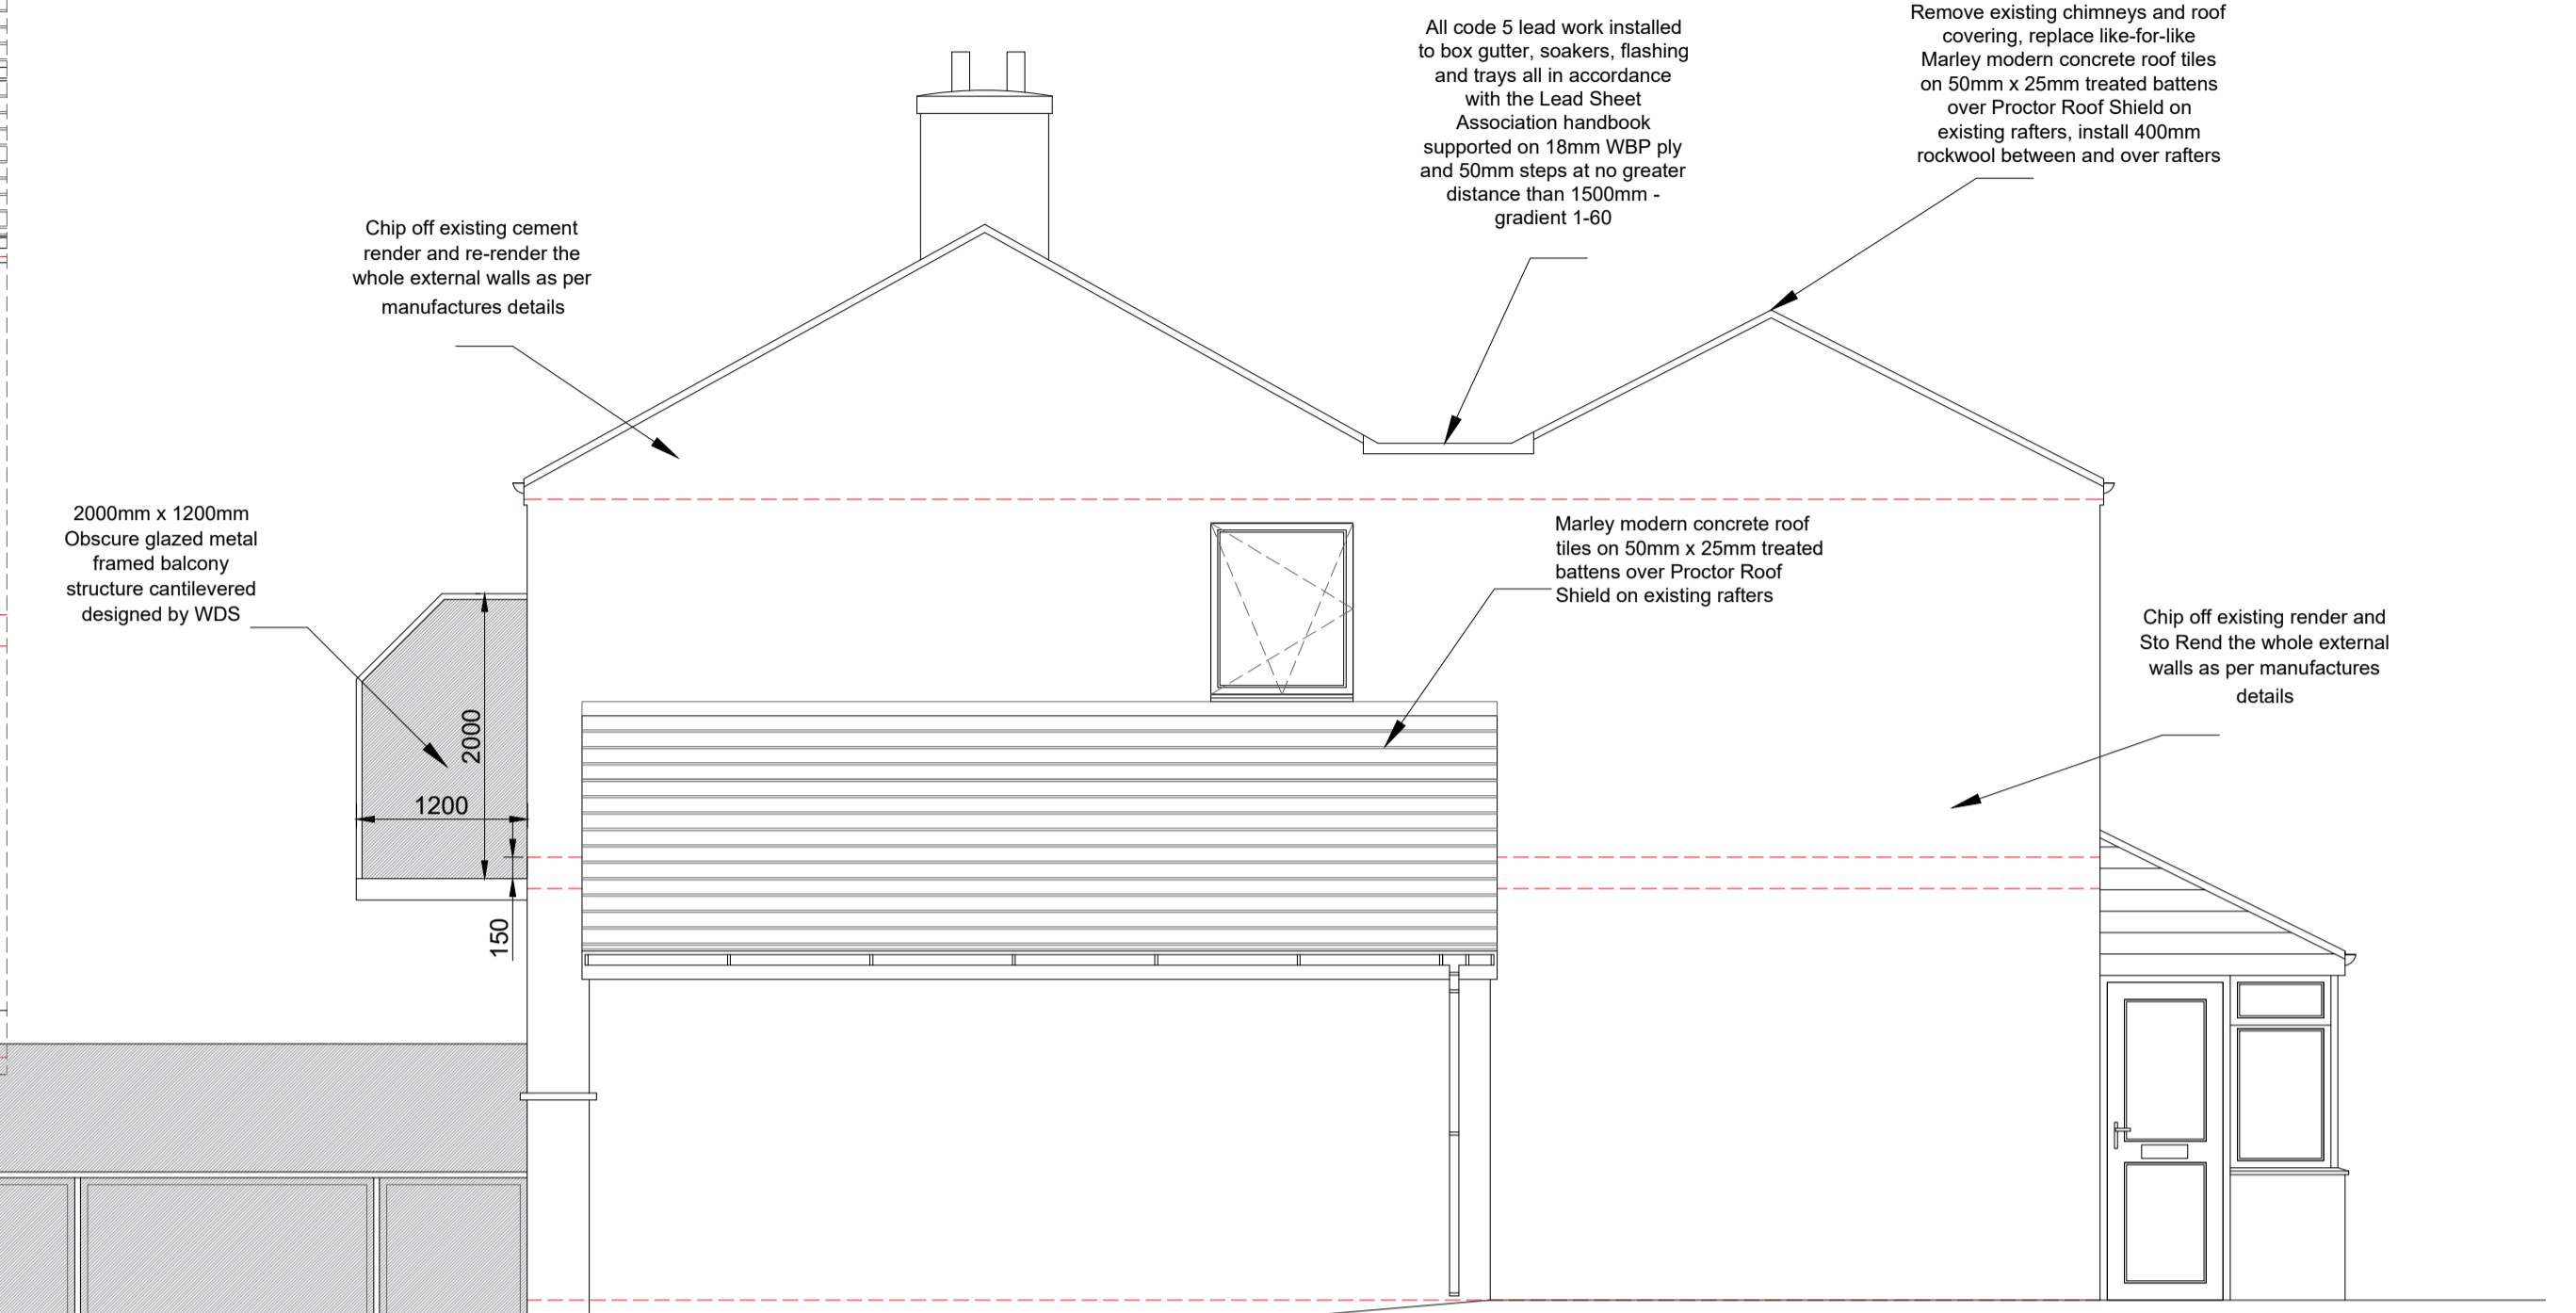 Remove existing chimneys and roof
covering, replace like-for-like
Marley modern concrete roof tiles
on 50mm x 25mm treated battens
over Proctor Roof Shield on
existing rafters, install 400mm
rockwool between and over rafters
All code 5 lead work installed
to box gutter, soakers, flashing
and trays all in accordance
with the Lead Sheet
Association handbook
supported on 18mm WBP ply
and 50mm steps at no greater
distance than 1500mm -
gradient 1-60
Chip off existing cement
render and re-render the
whole external walls as per
manufactures details
2000mm x 1200mm
Obscure glazed metal
framed balcony
structure cantilevered
designed by WDS
Marley modern concrete roof
tiles on 50mm x 25mm treated
battens over Proctor Roof
Shield on existing rafters
Chip off existing render and
Sto Rend the whole external
walls as per manufactures
details
2000
1200
150